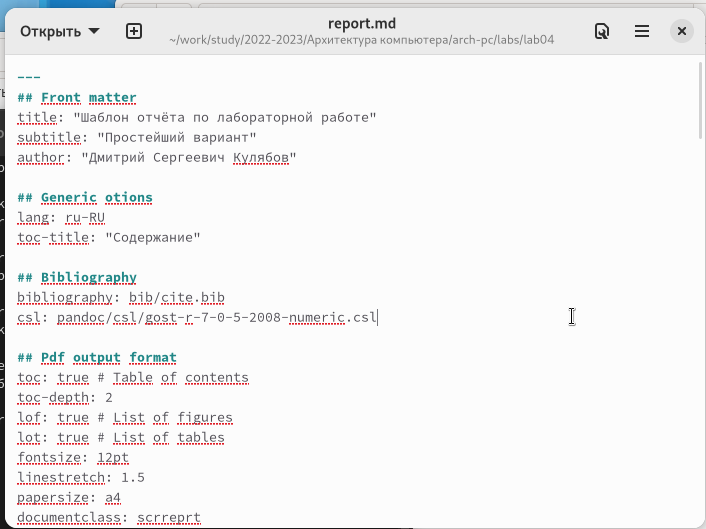 Открыть
report.md
~/work/study/2022-2023/Архитектура компьютера/arch-pc/labs/lab04
---
## Front matter
title: "Шаблон отчёта по лабораторной работе"
subtitle: "Простейший вариант"
author: "Дмитрий Сергеевич Кулябов"
## Generic otions
lang: ru-RU
toc-title: "Содержание"
## Bibliography
bibliography: bib/cite.bib
csl: pandoc/csl/gost-r-7-0-5-2008-numeric.csl
## Pdf output format
toc: true # Table of contents
toc-depth: 2
lof: true # List of figures
lot: true # List of tables
fontsize: 12pt
linestretch: 1.5
papersize: a4
documentclass: scrreprt